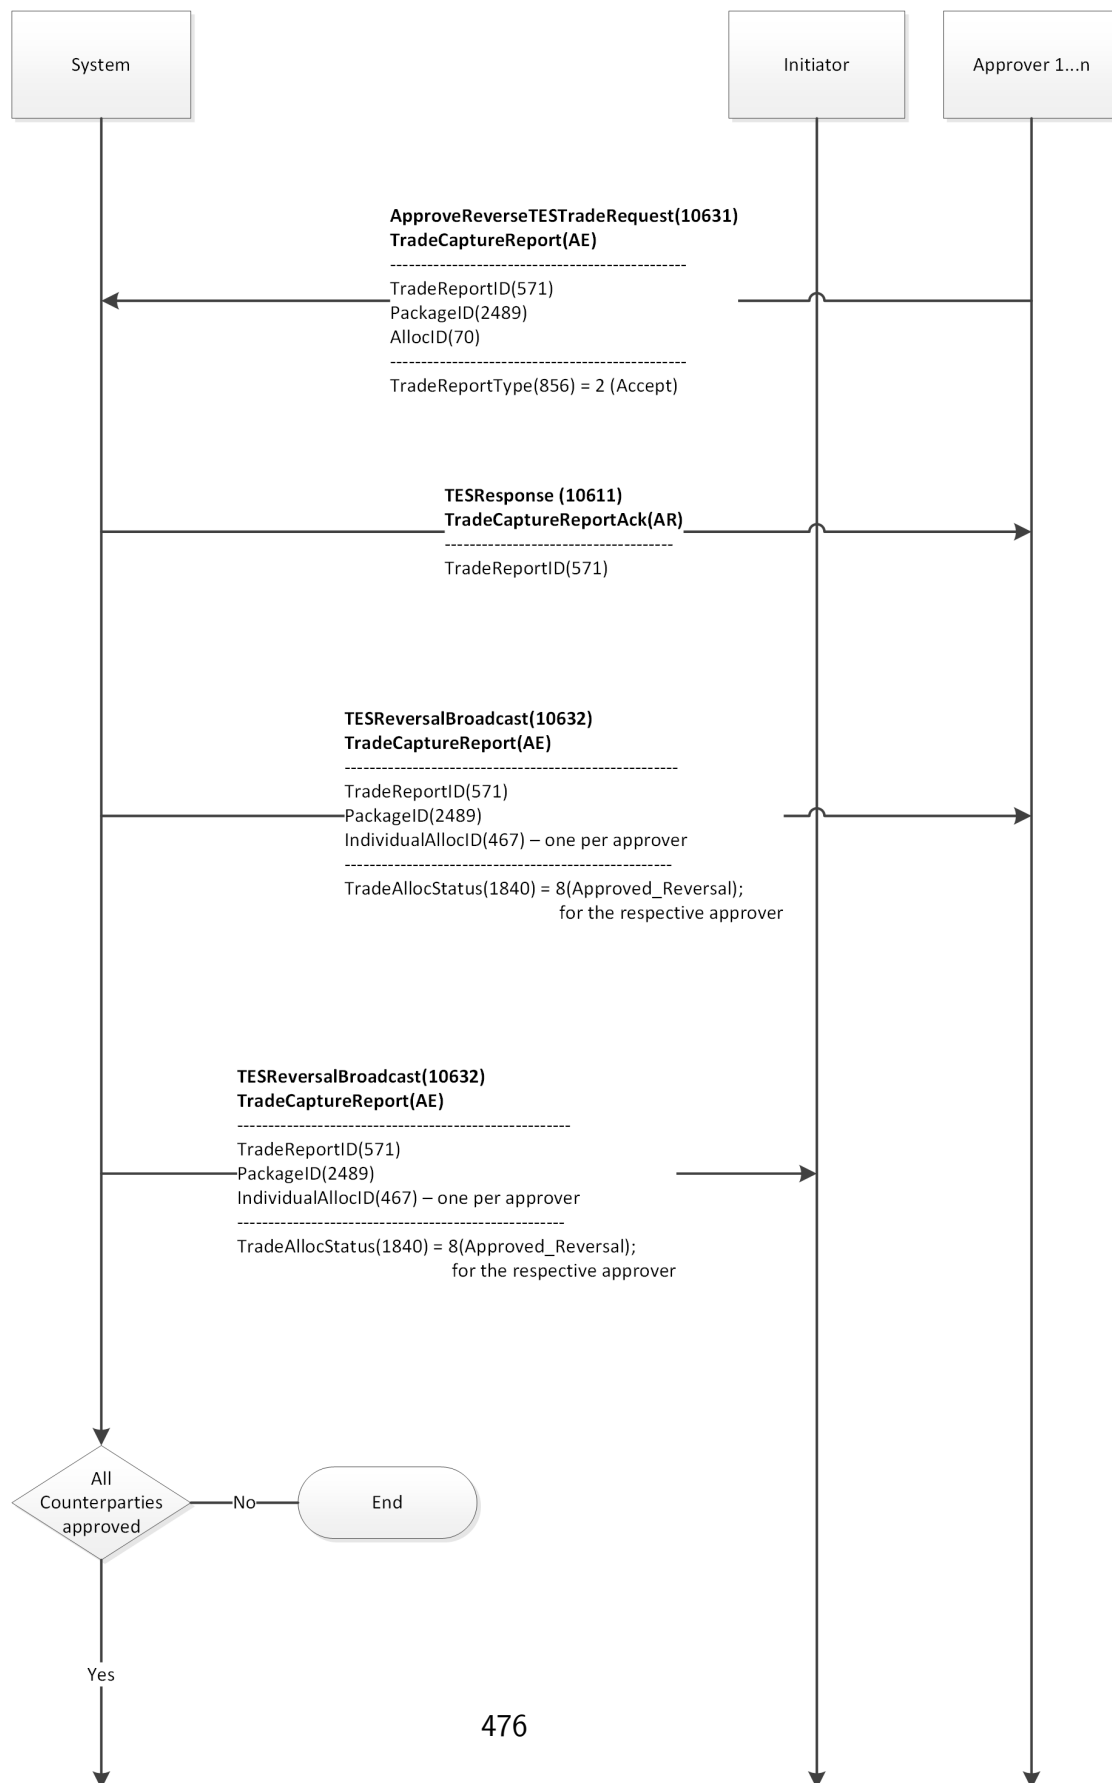 System
Initiator
Approver 1...n
ApproveReverseTESTradeRequest(10631)
TradeCaptureReport(AE)
------------------------------------------------
TradeReportID(571)
PackageID(2489)
AllocID(70)
------------------------------------------------
TradeReportType(856) = 2 (Accept)
TESResponse (10611)
TradeCaptureReportAck(AR)
-------------------------------------
TradeReportID(571)
TESReversalBroadcast(10632)
TradeCaptureReport(AE)
------------------------------------------------------
TradeReportID(571)
PackageID(2489)
IndividualAllocID(467) – one per approver
-----------------------------------------------------
TradeAllocStatus(1840) = 8(Approved_Reversal);
for the respective approver
TESReversalBroadcast(10632)
TradeCaptureReport(AE)
------------------------------------------------------
TradeReportID(571)
PackageID(2489)
IndividualAllocID(467) – one per approver
-----------------------------------------------------
TradeAllocStatus(1840) = 8(Approved_Reversal);
for the respective approver
All
Counterparties
approved
No
End
Yes
476